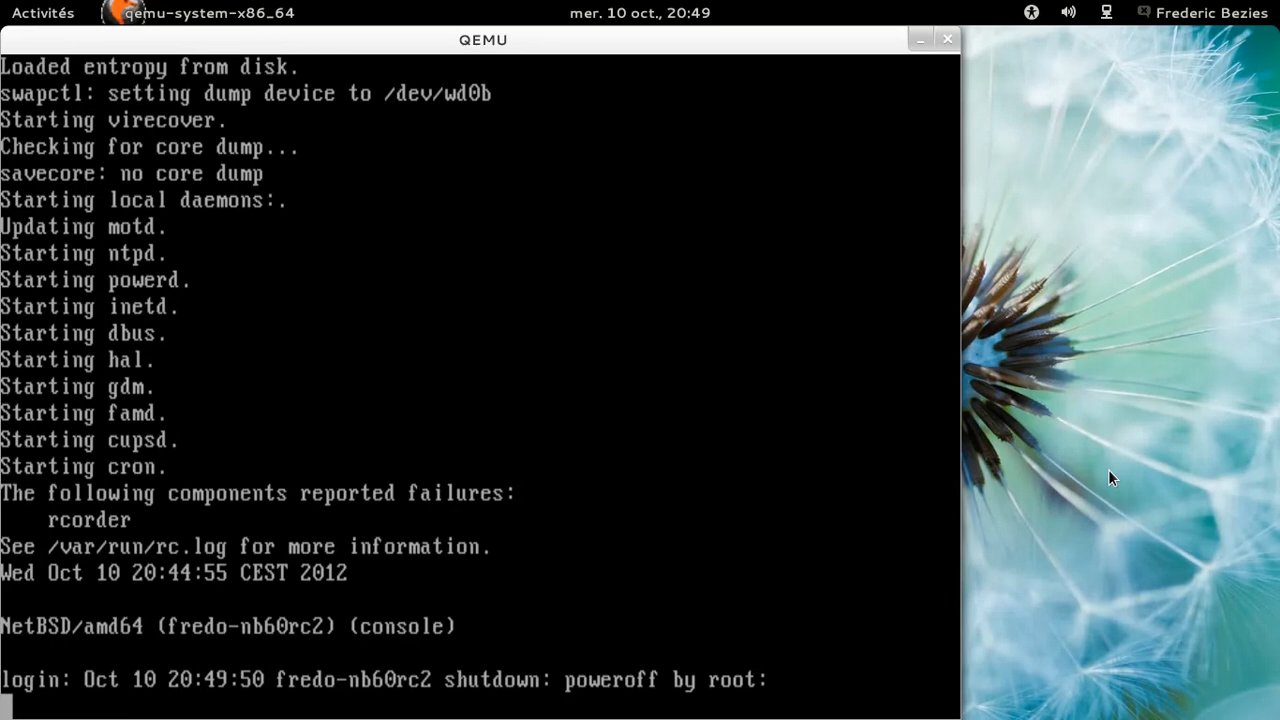 Activités qemu-system-x86_64 mer. 10 oct., 20:49 Frederic Bezies
QEMU
Loaded entropy from disk.
swapctl: setting dump device to /dev/wd0b
Starting virecover.
Checking for core dump...
savecore: no core dump
Starting local daemons:.
Updating motd.
Starting ntpd.
Starting powerd.
Starting inetd.
Starting dbus.
Starting hal.
Starting gdm.
Starting famd.
Starting cupsd.
Starting cron.
The following components reported failures:
rcorder
See /var/run/rc.log for more information.
Wed Oct 10 20:44:55 CEST 2012
NetBSD/amd64 (fredo-nb60rc2) (console)
login: Oct 10 20:49:50 fredo-nb60rc2 shutdown: poweroff by root: